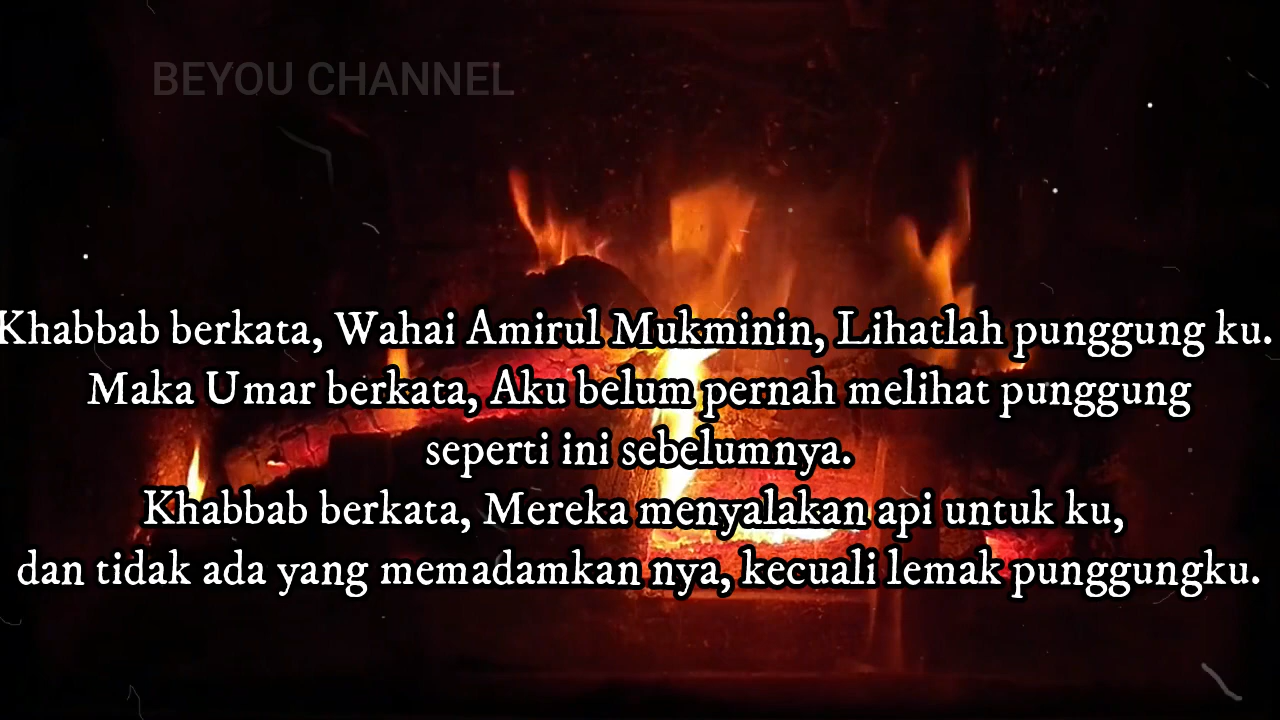 BEYOU CHANNEL
Khabbab berkata, Wahai Amirul Mukminin, Lihatlah punggung ku.
Maka Umar berkata, Aku belum pernah melihat punggung
seperti ini sebelumnya.
Khabbab berkata, Mereka menyalakan api untuk ku,
dan tidak ada yang memadamkan nya, kecuali lemak punggungku.